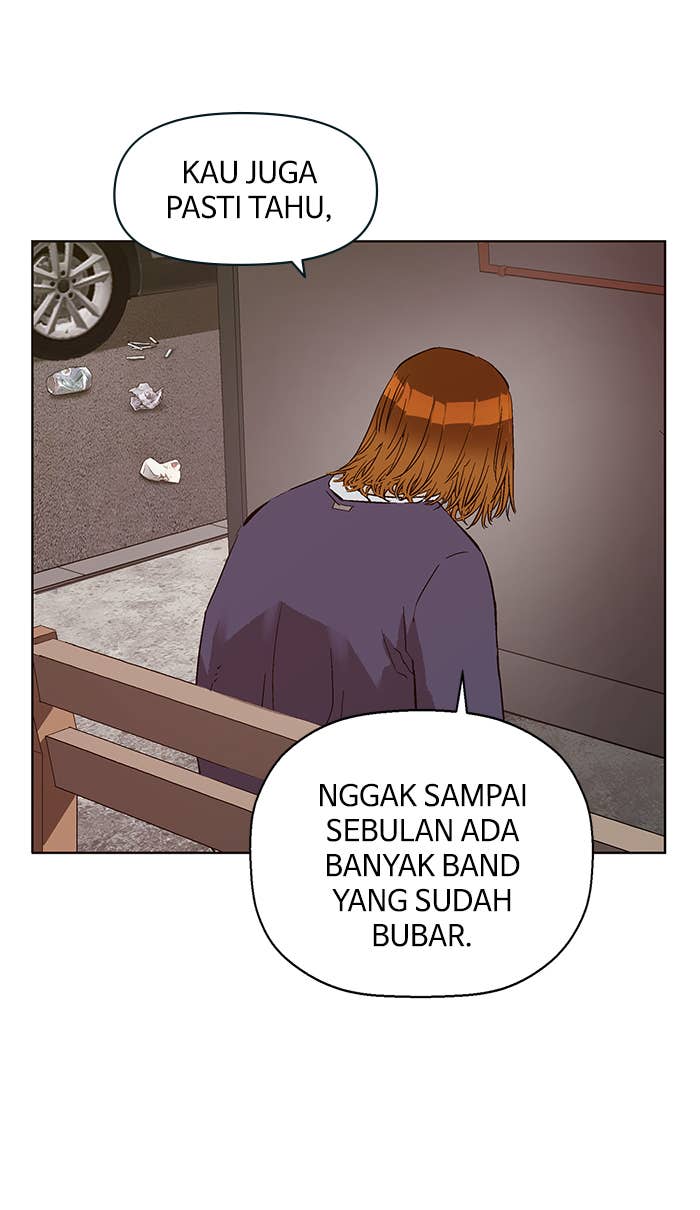 KAU JUGA
PASTI TAHU,
NGGAK SAMPAI
SEBULAN ADA
BANYAK BAND
YANG SUDAH
BUBAR.